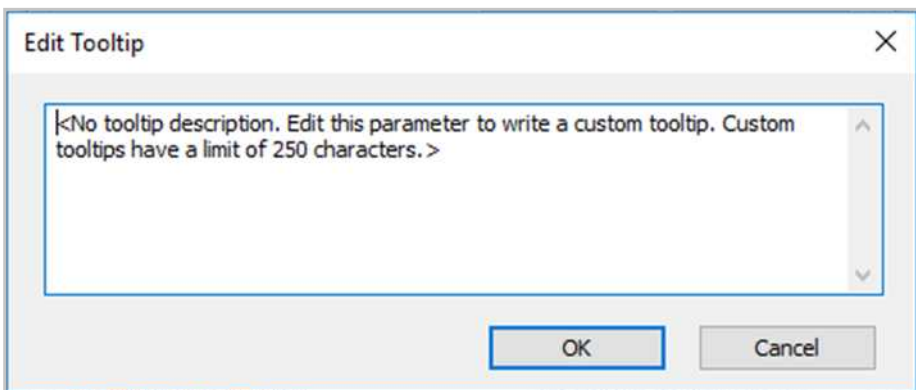 Edit Tooltip
<No tooltip description. Edit this parameter to write a custom tooltip. Custom
tooltips have a limit of 250 characters.>
OK
Cancel